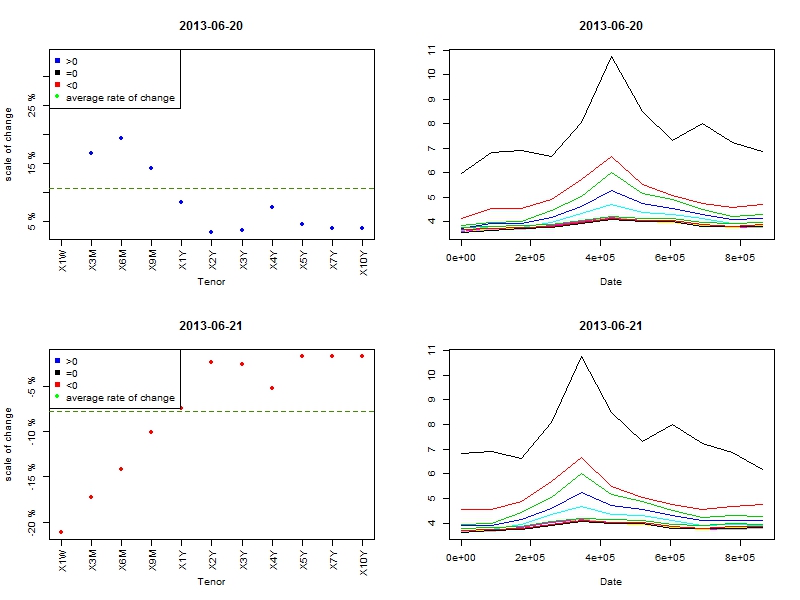 2013-06-20
scale of change
5 %
15 %
25 %
>0
=0
<0
average rate of change
X1W
X3M
X6M
X9M
X1Y
X2Y
X3Y
X4Y
X5Y
X7Y
X10Y
Tenor
2013-06-20
4
5
6
7
8
9
10
11
0e+00
2e+05
4e+05
6e+05
8e+05
Date
2013-06-21
scale of change
-20 %
-15 %
-10 %
-5 %
>0
=0
<0
average rate of change
X1W
X3M
X6M
X9M
X1Y
X2Y
X3Y
X4Y
X5Y
X7Y
X10Y
Tenor
2013-06-21
4
5
6
7
8
9
10
11
0e+00
2e+05
4e+05
6e+05
8e+05
Date